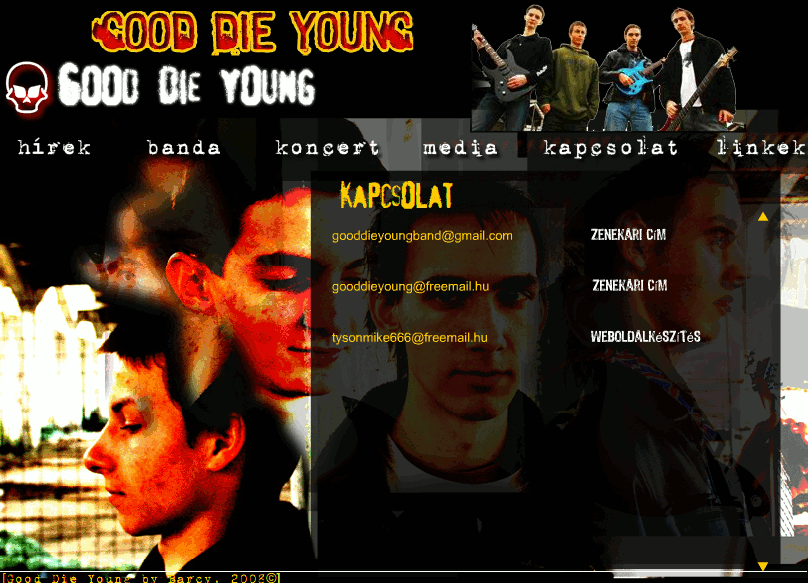 GOOD DIE YOUNG
GOOD DIE YOUNG
hírek banda koncert media kapcsolat linkek
KAPCSOLAT
gooddieyoungband@gmail.com ZENEKARI CíM
gooddieyoung@freemail.hu ZENEKARI CíM
tysonmike666@freemail.hu WEBOLDALKéSZíTéS
[Good Die Young by Marcy, 2008©]